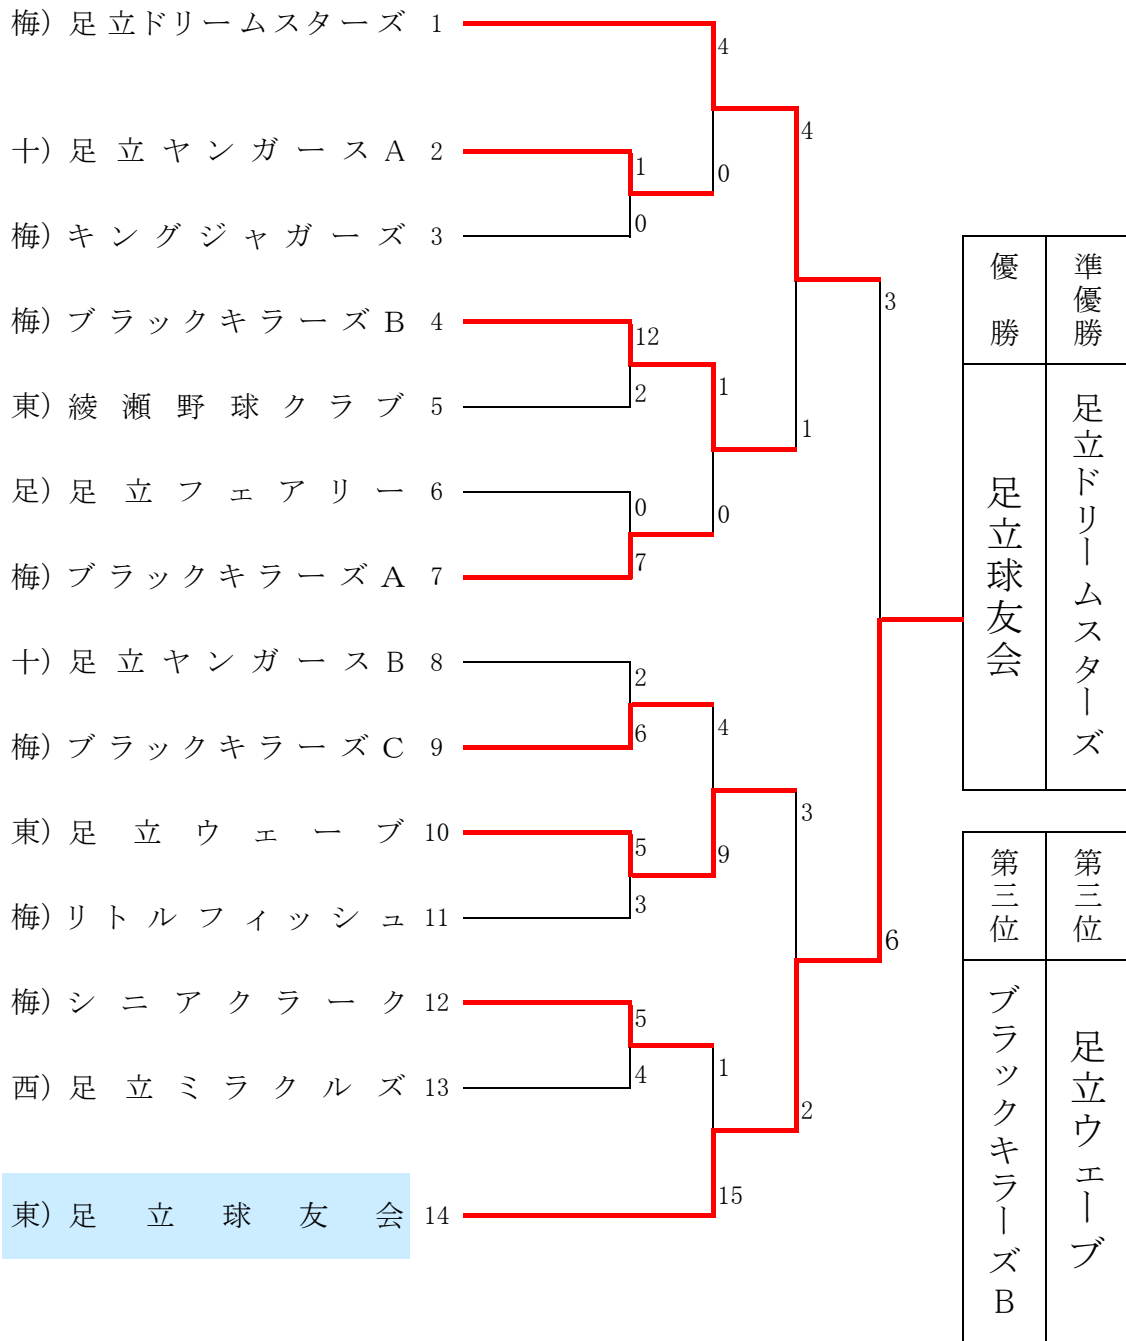 梅）足立ドリームスターズ 1
十）足立ヤンガースA 2
梅）キングジャガーズ 3
梅）ブラックキラーズB 4
東）綾瀬野球クラブ 5
足）足立フェアリー 6
梅）ブラックキラーズA 7
十）足立ヤンガースB 8
梅）ブラックキラーズC 9
東）足立ウェーブ 10
梅）リトルフィッシュ 11
梅）シニアクラーク 12
西）足立ミラクルズ 13
東）足立球友会 14
1
0
12
2
0
7
2
6
5
3
5
4
4
0
1
0
4
9
1
15
4
1
3
2
3
6
優勝
足立球友会
準優勝
足立ドリームスターズ
第三位
ブラックキラーズB
第三位
足立ウェーブ